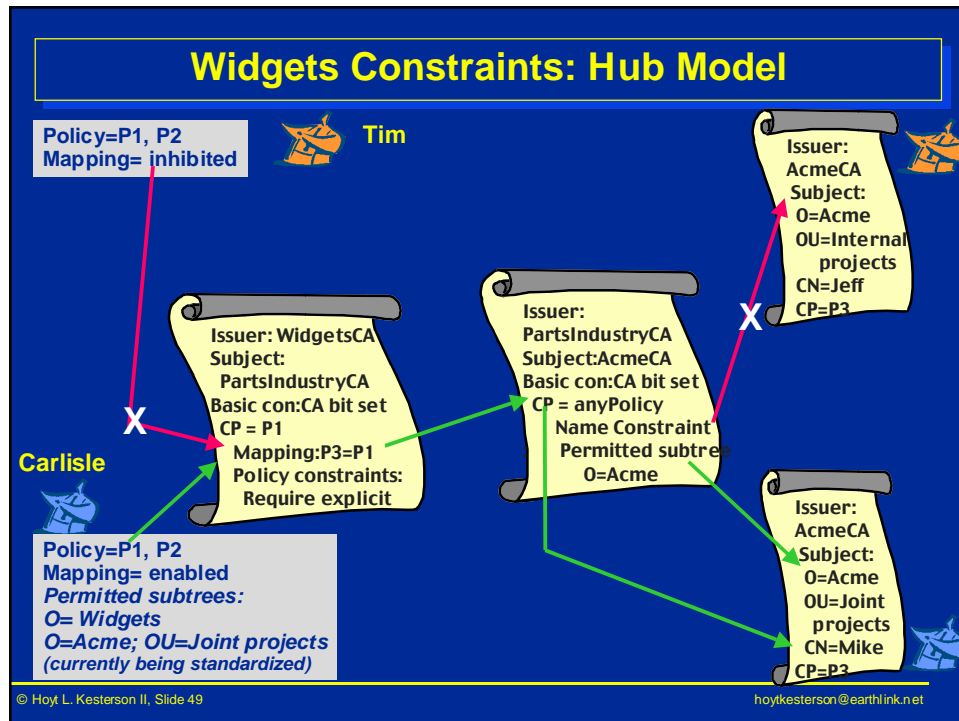 Widgets Constraints: Hub Model
Policy=P1, P2
Mapping= inhibited
Tim
Issuer: WidgetsCA
Subject:
PartsIndustryCA
Basic con:CA bit set
CP = P1
Mapping:P3=P1
Policy constraints:
Require explicit
X
Carlisle
Policy=P1, P2
Mapping= enabled
Permitted subtrees:
O= Widgets
O=Acme; OU=Joint projects
(currently being standardized)
Issuer:
PartsIndustryCA
Subject:AcmeCA
Basic con:CA bit set
CP = anyPolicy
Name Constraint
Permitted subtree
O=Acme
X
Issuer:
AcmeCA
Subject:
O=Acme
OU=Internal
projects
CN=Jeff
CP=P3
Issuer:
AcmeCA
Subject:
O=Acme
OU=Joint
projects
CN=Mike
CP=P3
© Hoyt L. Kesterson II, Slide 49
hoytkesterson@earthlink.net